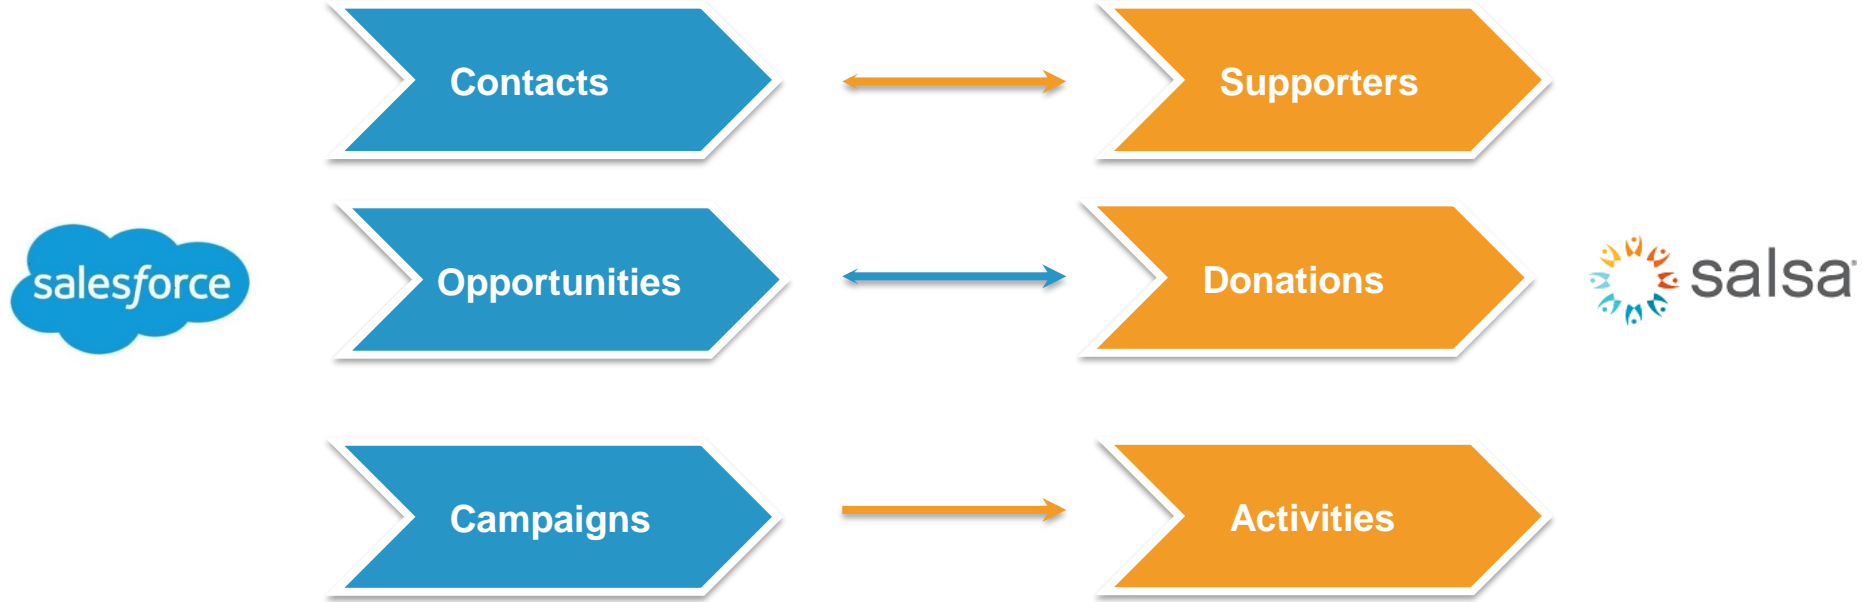 Contacts
Supporters
salesforce
Opportunities
Donations
salsa
Campaigns
Activities